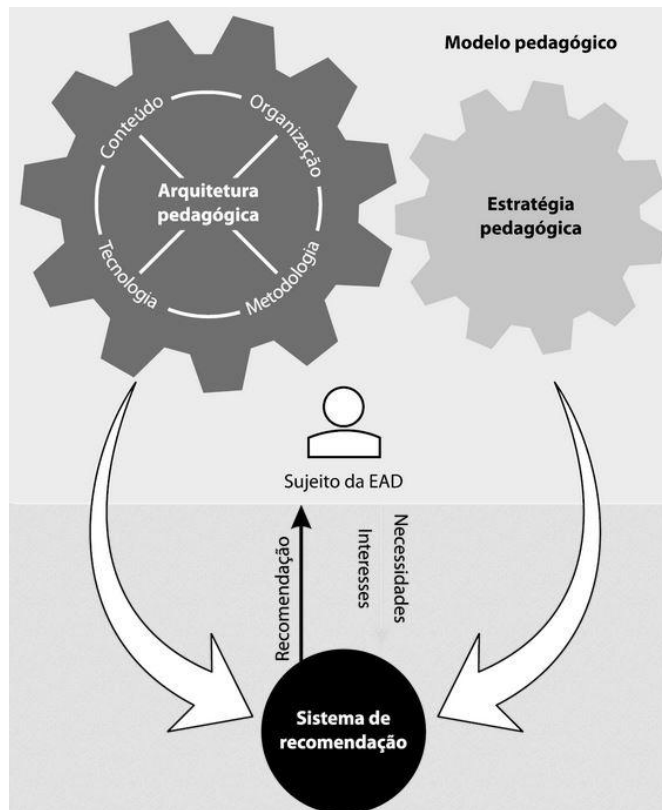 Modelo pedagógico
Conteúdo
Organização
Arquitetura
pedagógica
Tecnologia
Metodologia
Estratégia
pedagógica
Sujeito da EAD
Recomendação
Interesses
Necessidades
Sistema de
recomendação